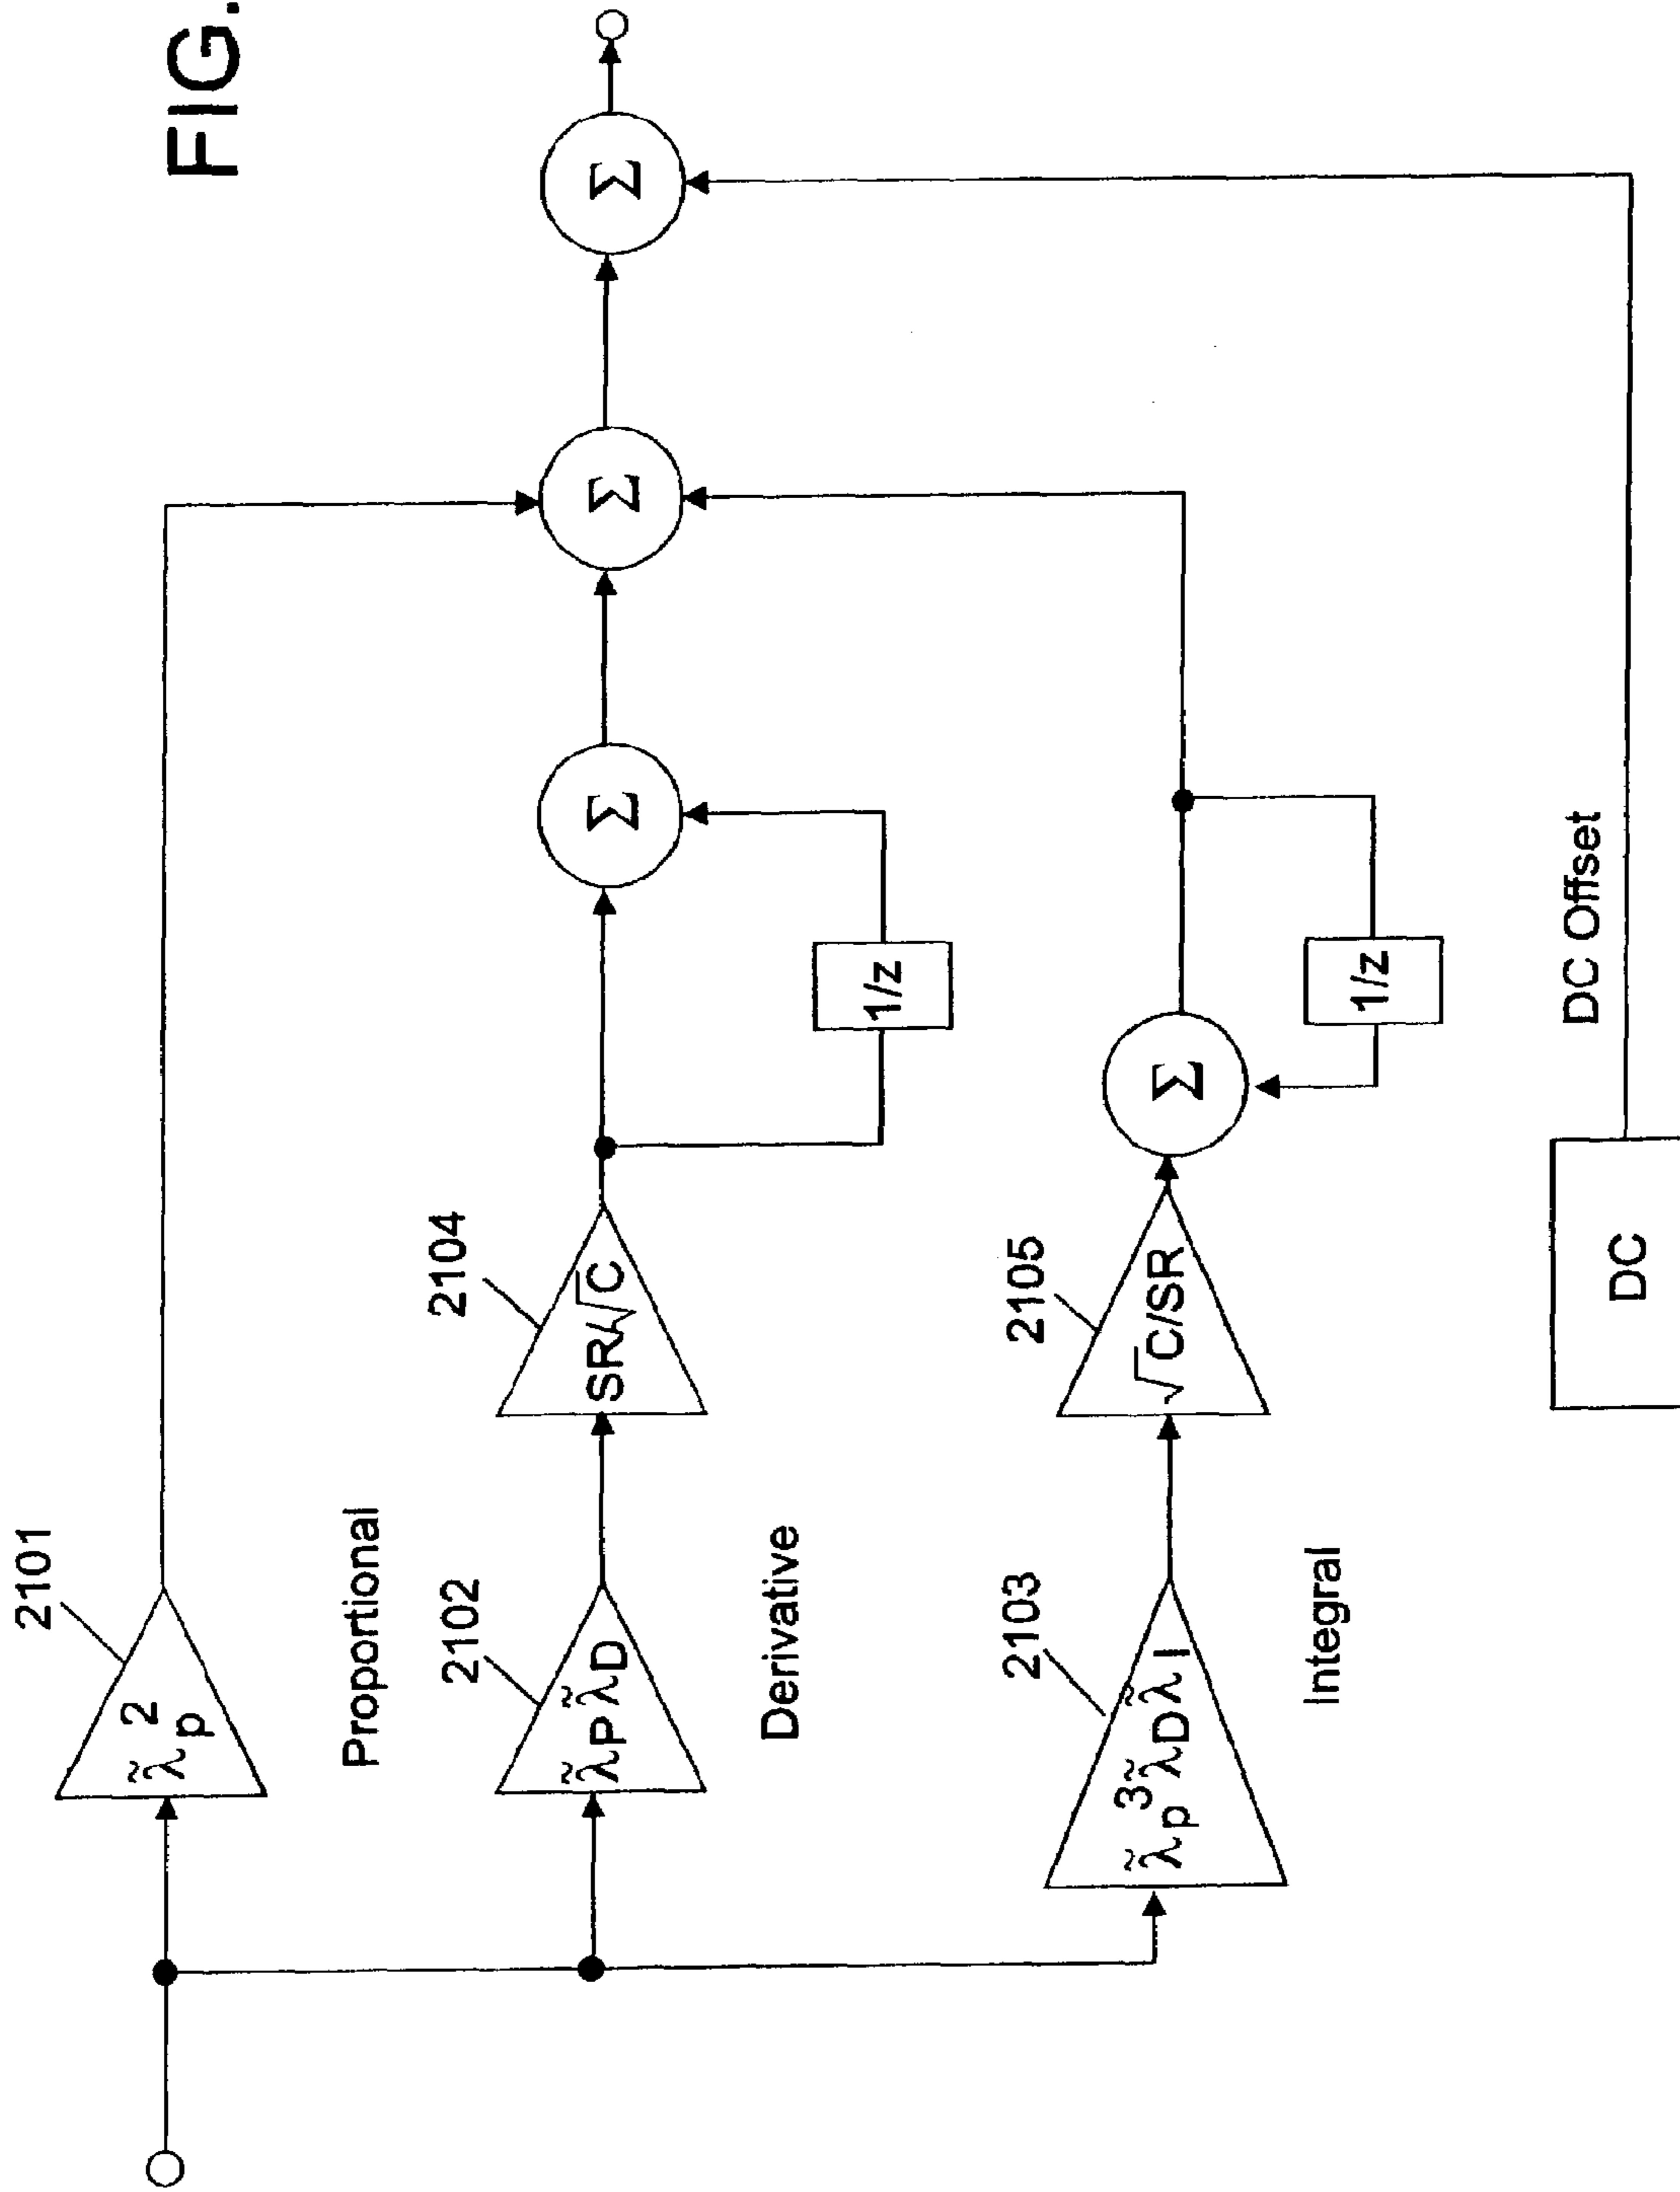 FIG.
2101
λ̃p²
Proportional
2102
λ̃Pλ̃D
Derivative
2104
SR/√C
Σ
Σ
Σ
1/z
2103
λ̃p³λ̃Dλ̃I
Integral
2105
√C/SR
Σ
1/z
DC Offset
DC